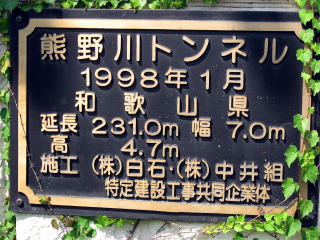 熊野川トンネル
1998年1月
和歌山県
延長 231.0m 幅 7.0m
高 4.7m
施工 (株)白石・(株)中井組
特定建設工事共同企業体